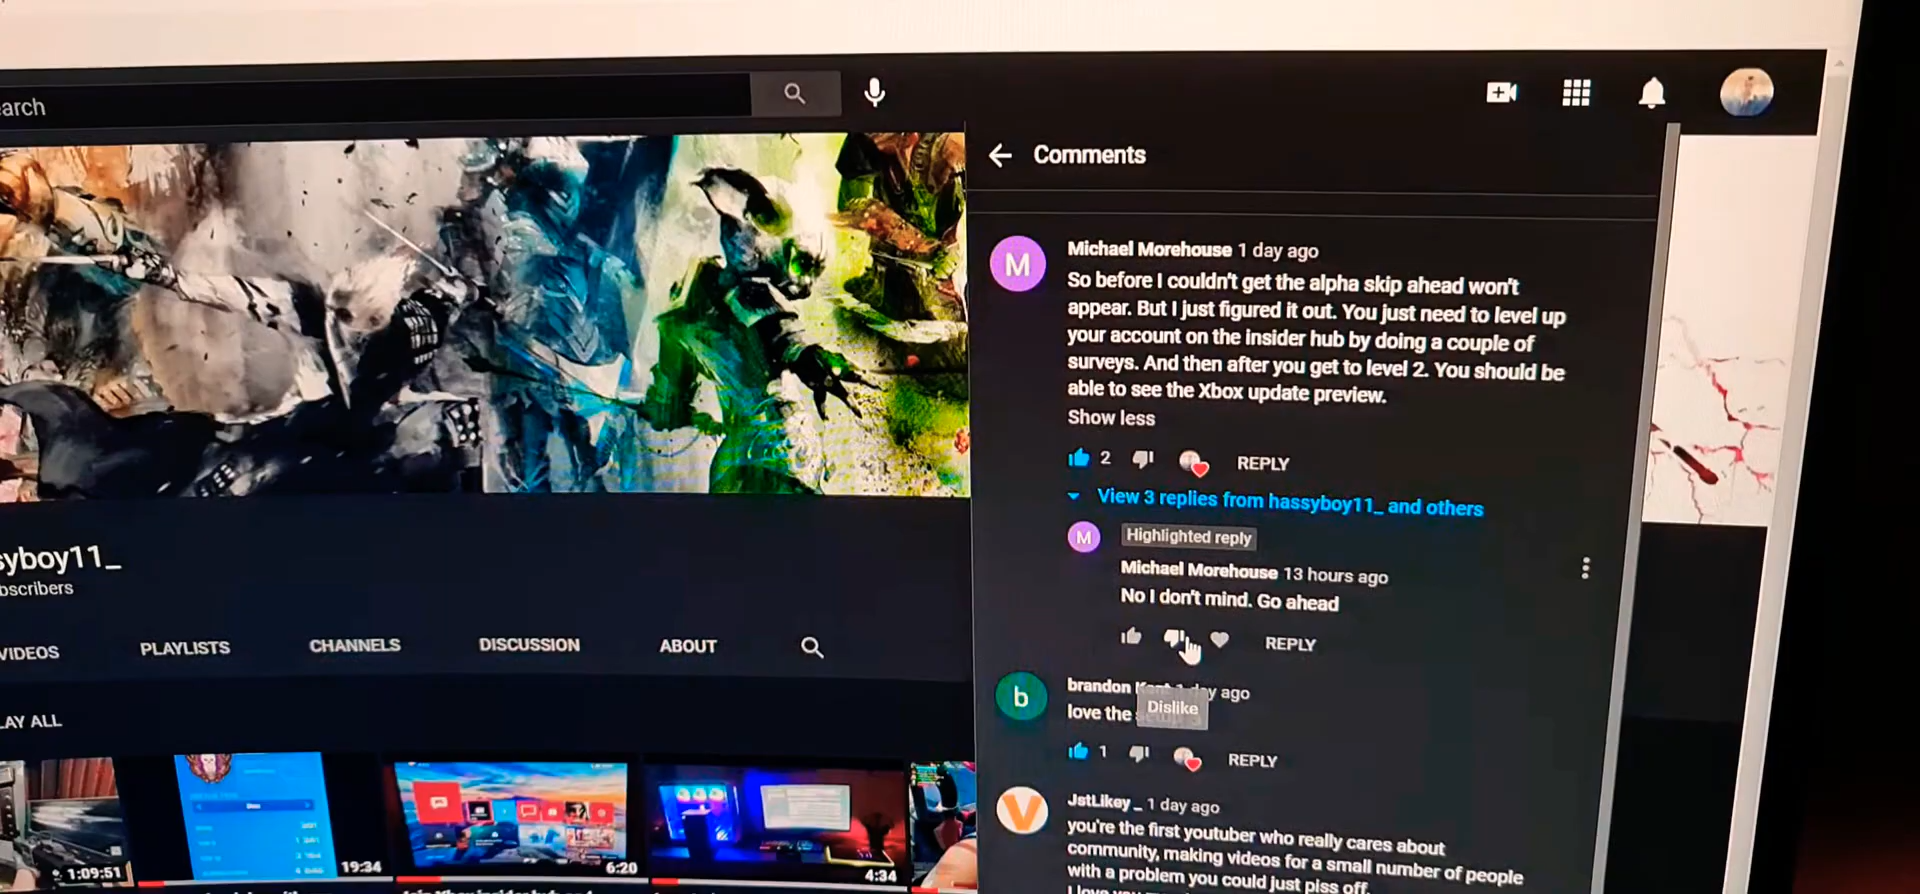 earch
Comments
M
Michael Morehouse 1 day ago
So before I couldn't get the alpha skip ahead won't
appear. But I just figured it out. You just need to level up
your account on the insider hub by doing a couple of
surveys. And then after you get to level 2. You should be
able to see the Xbox update preview.
Show less
2
REPLY
View 3 replies from hassyboy11_ and others
M
Highlighted reply
Michael Morehouse 13 hours ago
No I don't mind. Go ahead
REPLY
b
brandon 1 day ago
love the
Dislike
1
REPLY
V
JstLikey _ 1 day ago
you're the first youtuber who really cares about
community, making videos for a small number of people
with a problem you could just piss off.
syboy11_
bscribers
VIDEOS
PLAYLISTS
CHANNELS
DISCUSSION
ABOUT
LAY ALL
1:09:51
19:34
6:20
4:34